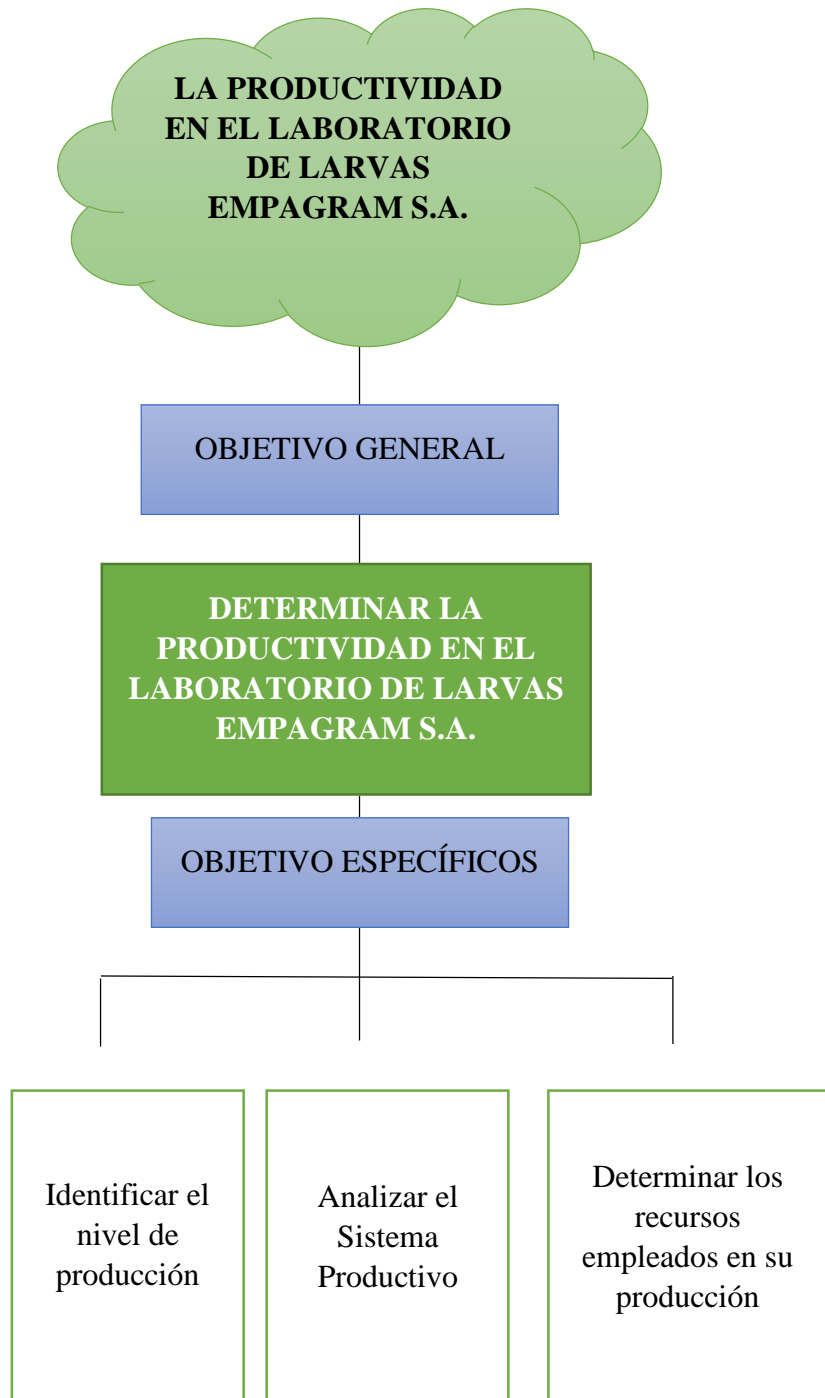 LA PRODUCTIVIDAD
EN EL LABORATORIO
DE LARVAS
EMPAGRAM S.A.
OBJETIVO GENERAL
DETERMINAR LA
PRODUCTIVIDAD EN EL
LABORATORIO DE LARVAS
EMPAGRAM S.A.
OBJETIVO ESPECÍFICOS
Identificar el
nivel de
producción
Analizar el
Sistema
Productivo
Determinar los
recursos
empleados en su
producción